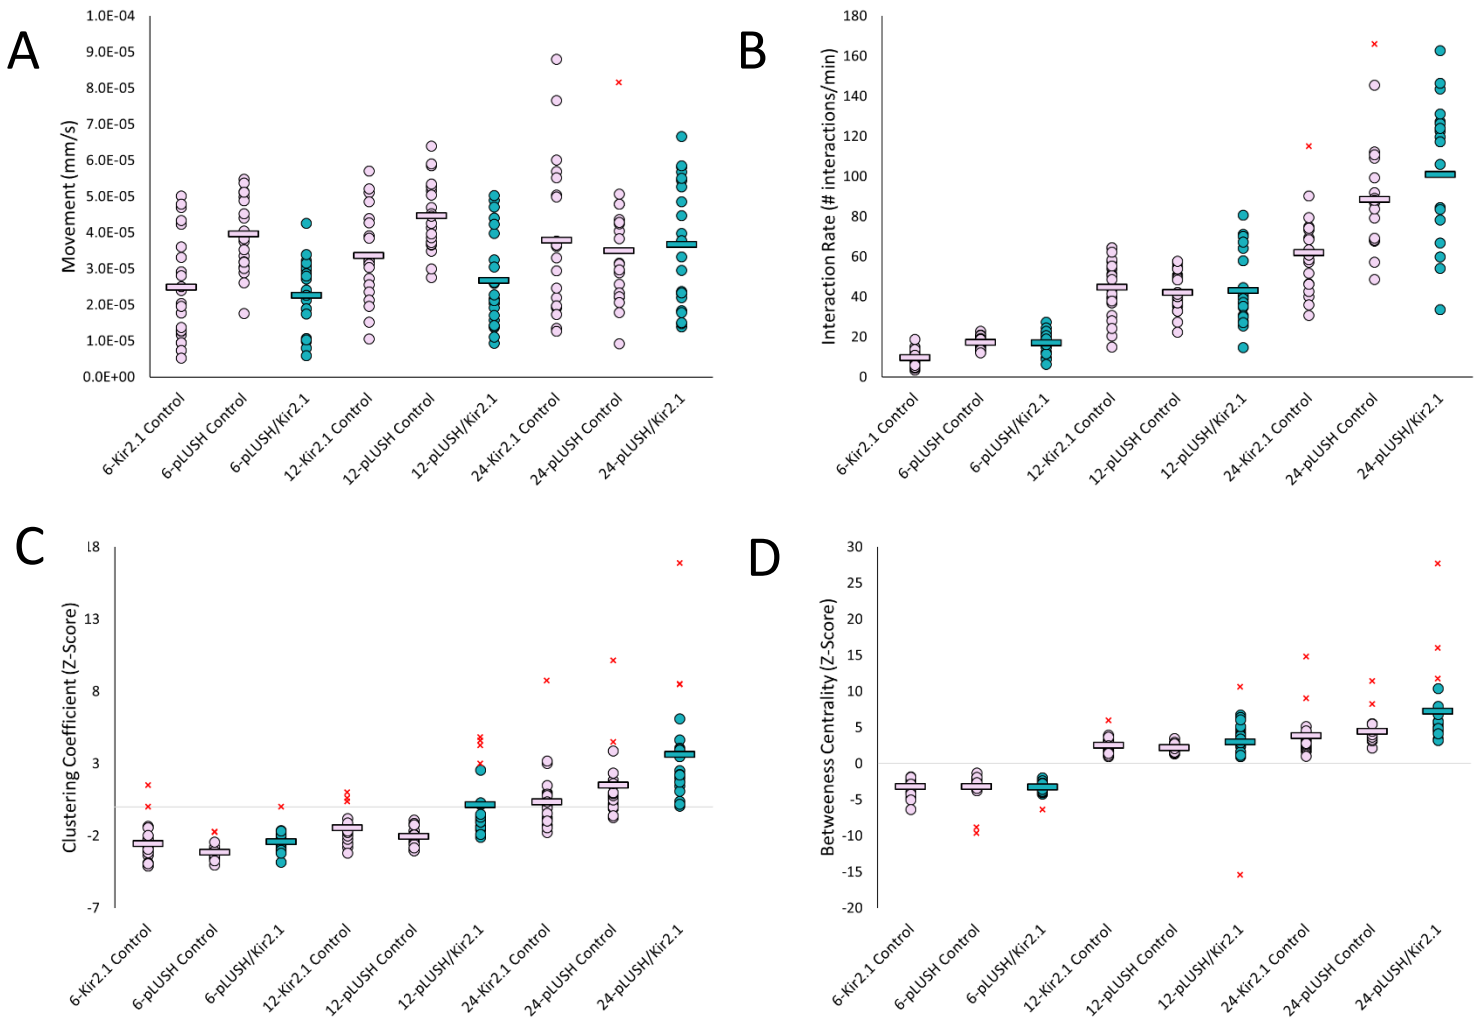 A
Movement (mm/s)
1.0E-04
9.0E-05
8.0E-05
7.0E-05
6.0E-05
5.0E-05
4.0E-05
3.0E-05
2.0E-05
1.0E-05
0.0E+00
6-Kir2.1 Control
6-pLUSH Control
6-pLUSH/Kir2.1
12-Kir2.1 Control
12-pLUSH Control
12-pLUSH/Kir2.1
24-Kir2.1 Control
24-pLUSH Control
24-pLUSH/Kir2.1
B
Interaction Rate (# interactions/min)
180
160
140
120
100
80
60
40
20
0
6-Kir2.1 Control
6-pLUSH Control
6-pLUSH/Kir2.1
12-Kir2.1 Control
12-pLUSH Control
12-pLUSH/Kir2.1
24-Kir2.1 Control
24-pLUSH Control
24-pLUSH/Kir2.1
C
Clustering Coefficient (Z-Score)
18
13
8
3
-2
-7
6-Kir2.1 Control
6-pLUSH Control
6-pLUSH/Kir2.1
12-Kir2.1 Control
12-pLUSH Control
12-pLUSH/Kir2.1
24-Kir2.1 Control
24-pLUSH Control
24-pLUSH/Kir2.1
D
Betweeness Centrality (Z-Score)
30
25
20
15
10
5
0
-5
-10
-15
-20
6-Kir2.1 Control
6-pLUSH Control
6-pLUSH/Kir2.1
12-Kir2.1 Control
12-pLUSH Control
12-pLUSH/Kir2.1
24-Kir2.1 Control
24-pLUSH Control
24-pLUSH/Kir2.1